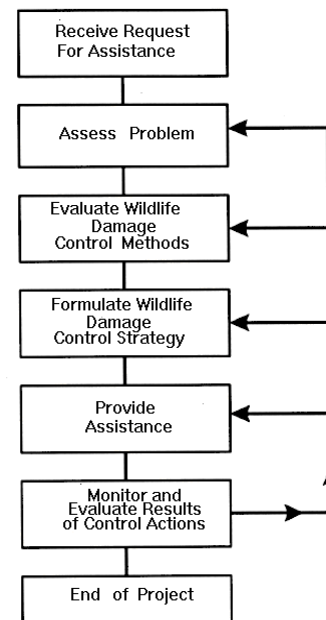 Receive Request
For Assistance
Assess Problem
Evaluate Wildlife
Damage
Control Methods
Formulate Wildlife
Damage
Control Strategy
Provide
Assistance
Monitor and
Evaluate Results
of Control Actions
End of Project